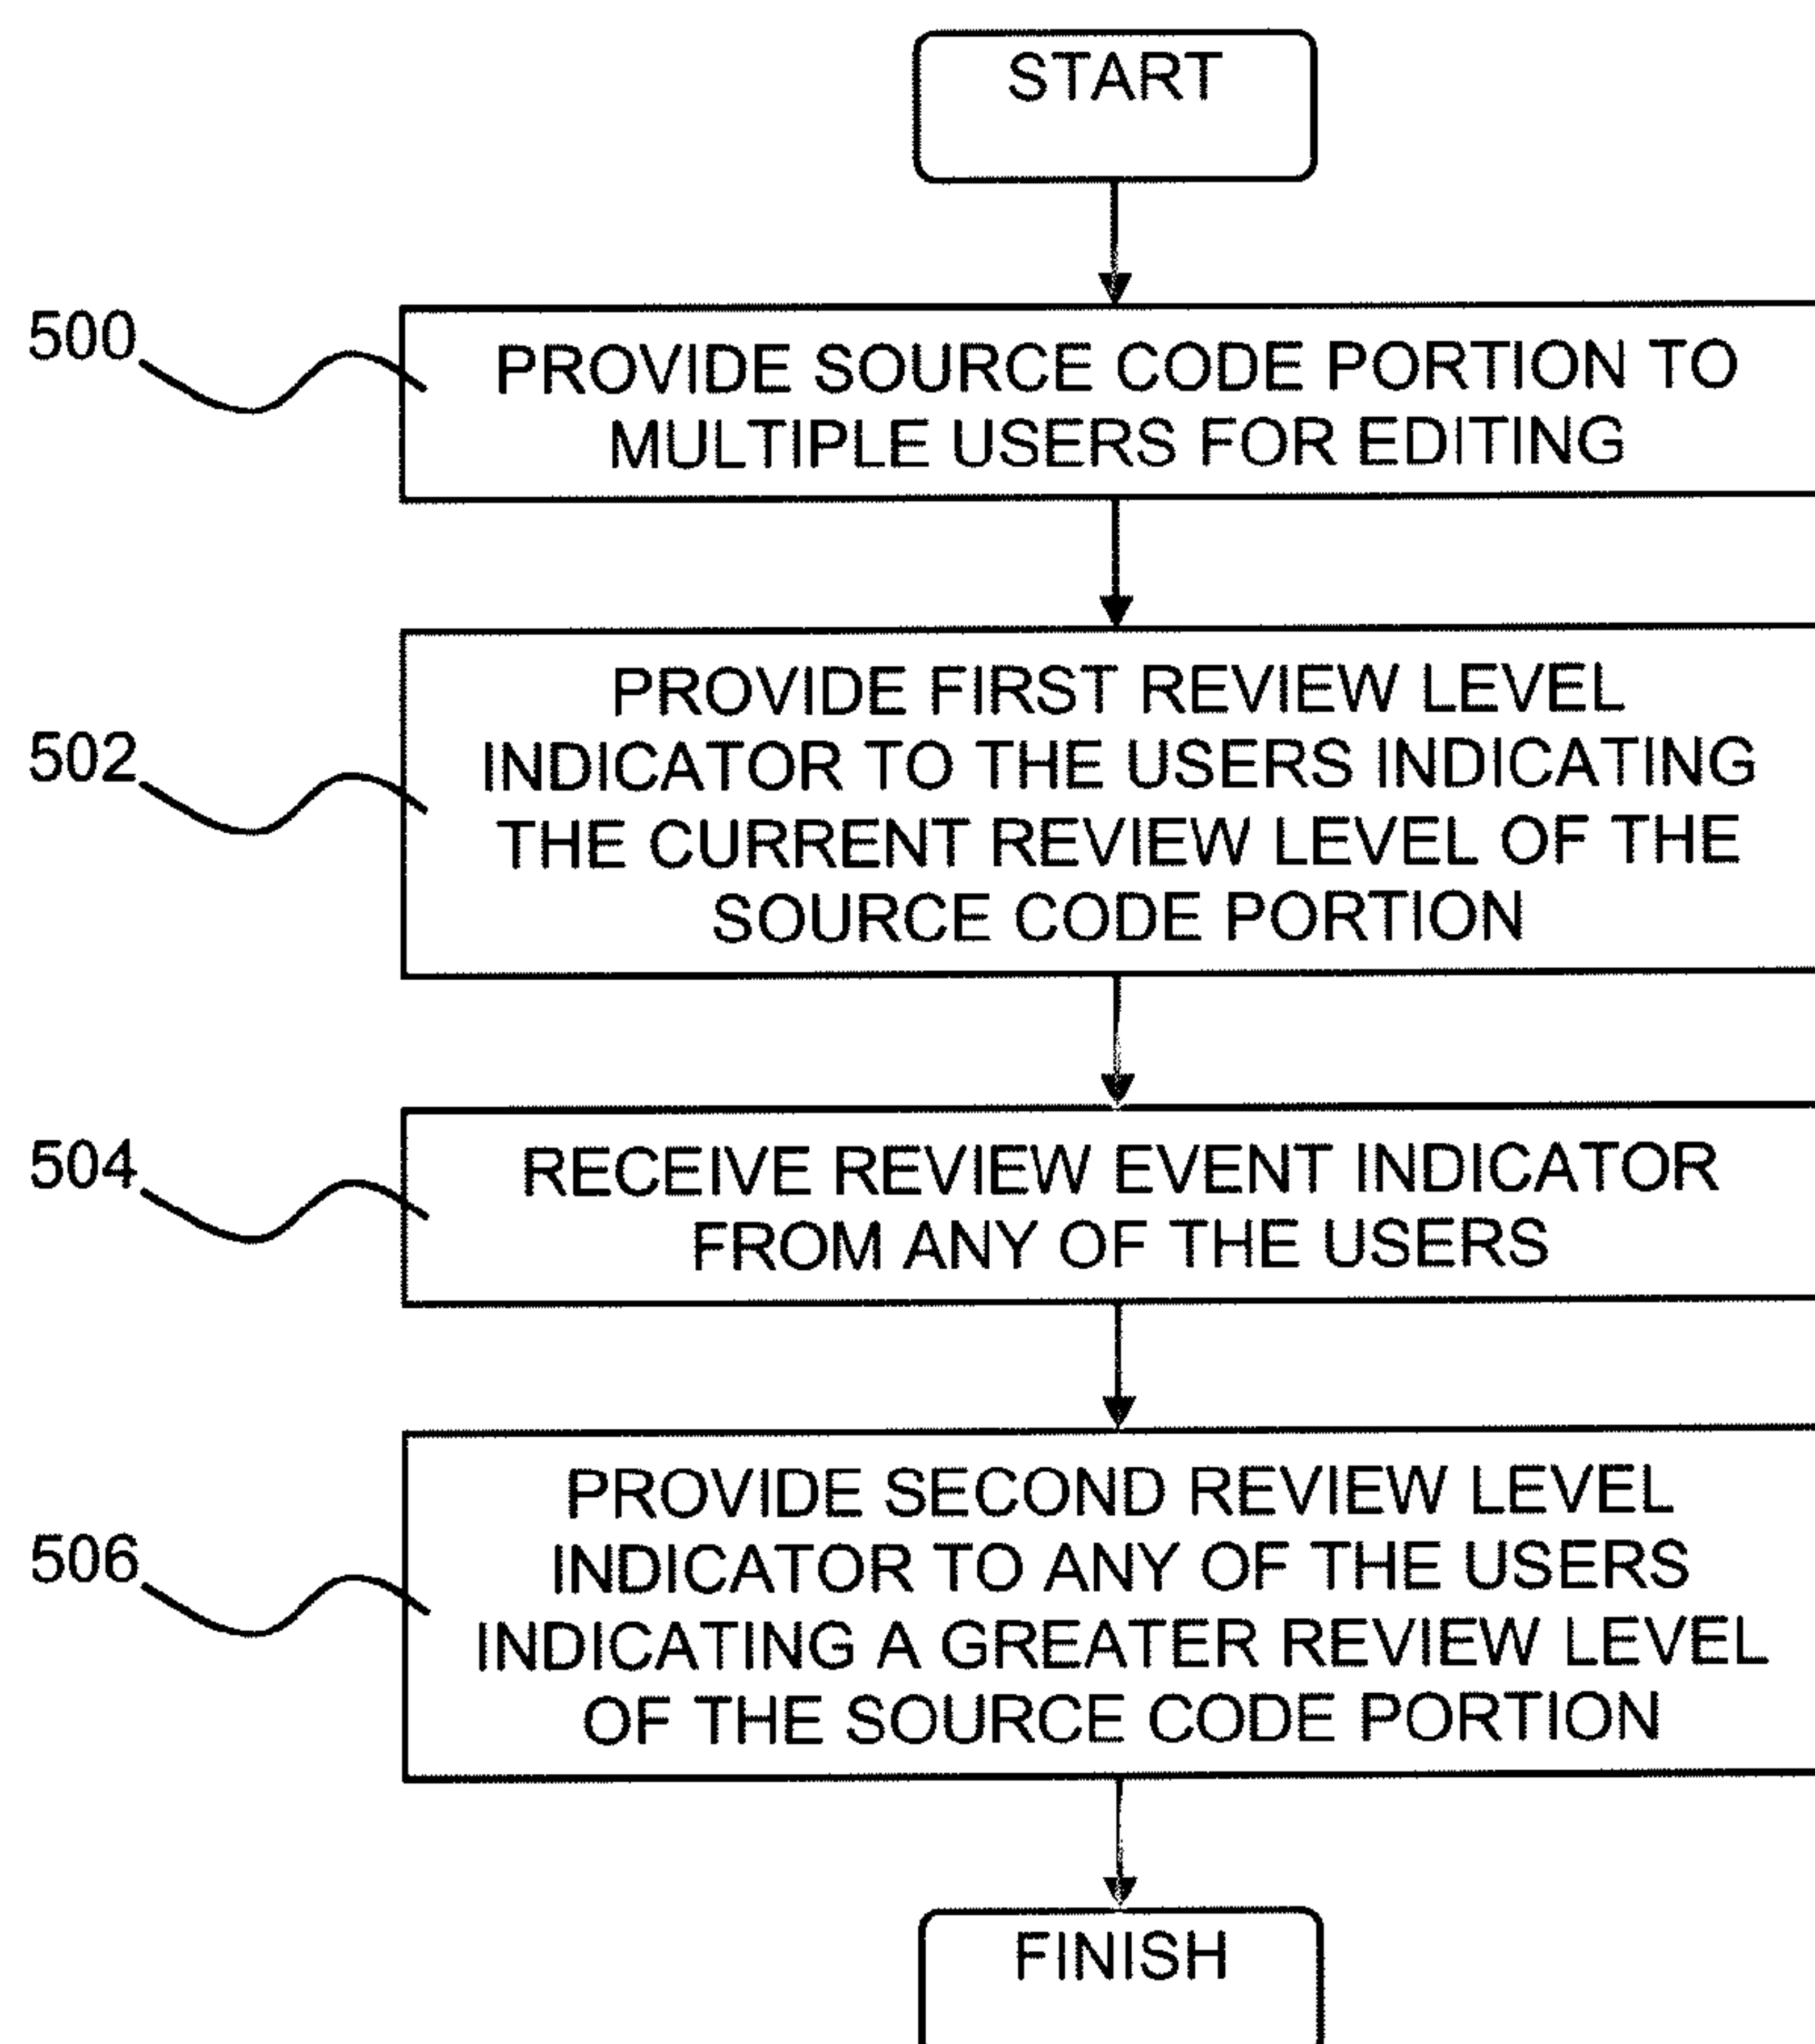 START
500
PROVIDE SOURCE CODE PORTION TO
MULTIPLE USERS FOR EDITING
502
PROVIDE FIRST REVIEW LEVEL
INDICATOR TO THE USERS INDICATING
THE CURRENT REVIEW LEVEL OF THE
SOURCE CODE PORTION
504
RECEIVE REVIEW EVENT INDICATOR
FROM ANY OF THE USERS
506
PROVIDE SECOND REVIEW LEVEL
INDICATOR TO ANY OF THE USERS
INDICATING A GREATER REVIEW LEVEL
OF THE SOURCE CODE PORTION
FINISH